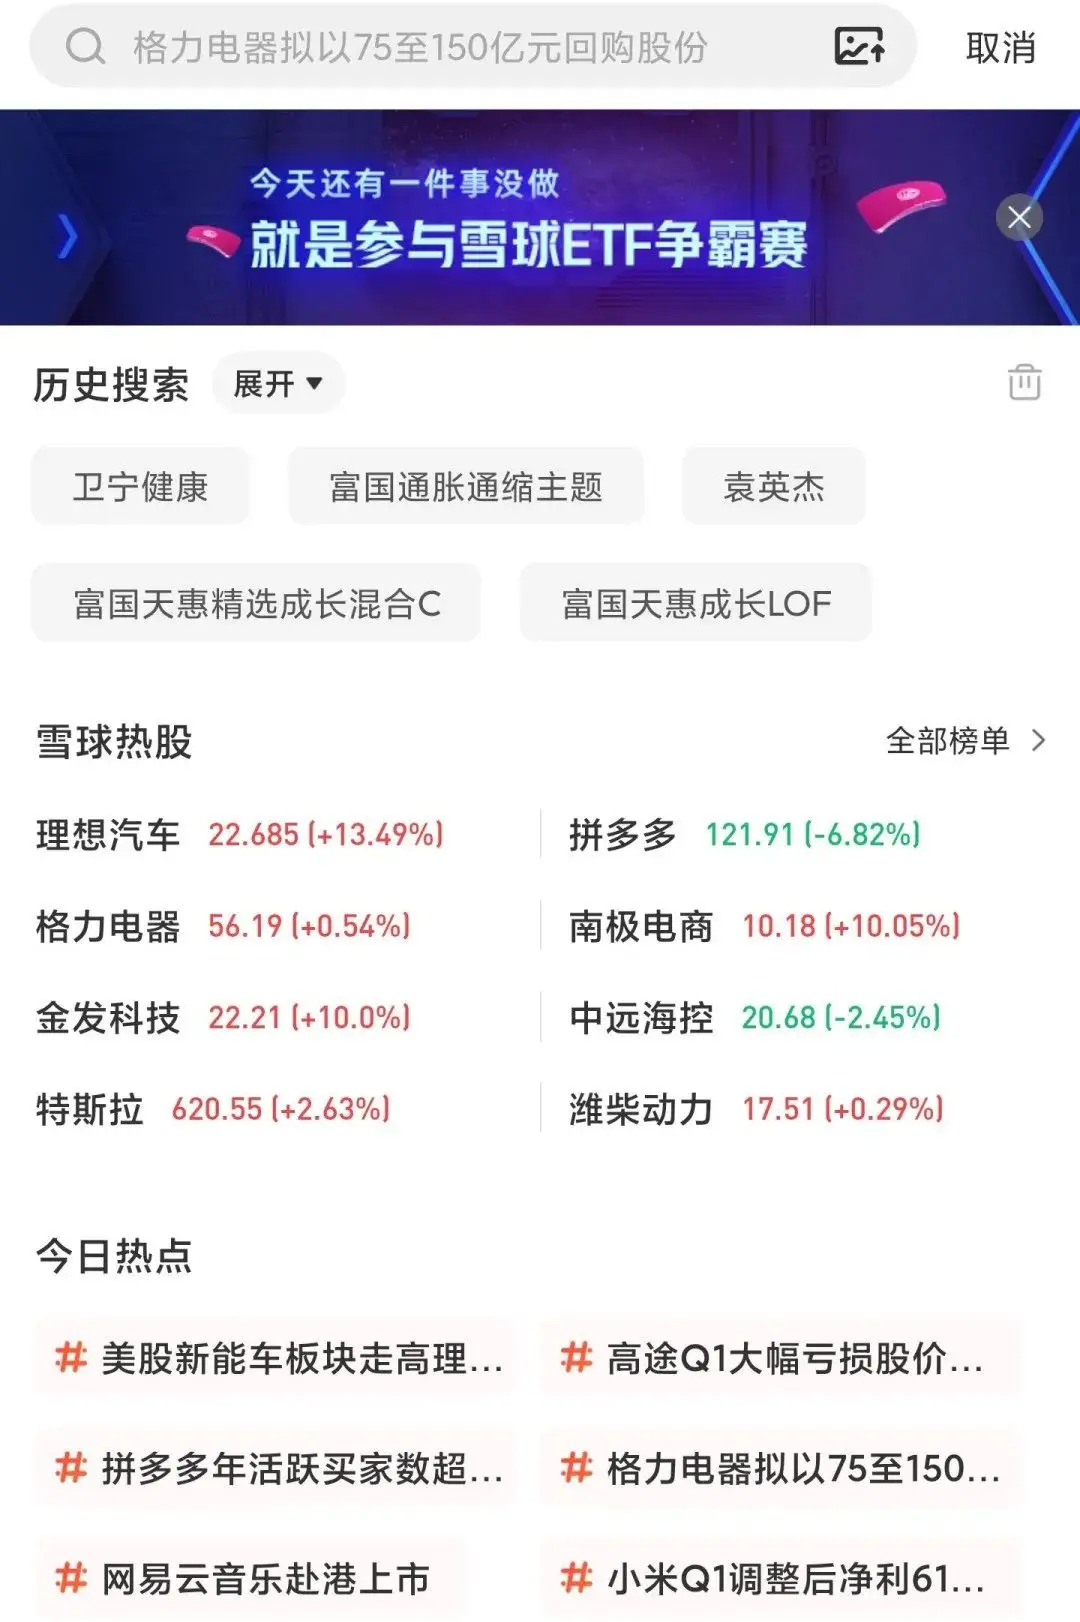 格力电器拟以75至150亿元回购股份 取消
今天还有一件事没做
就是参与雪球ETF争霸赛
历史搜索 展开
卫宁健康 富国通胀通缩主题 袁英杰
富国天惠精选成长混合C 富国天惠成长LOF
雪球热股 全部榜单
理想汽车 22.685 (+13.49%) 拼多多 121.91 (-6.82%)
格力电器 56.19 (+0.54%) 南极电商 10.18 (+10.05%)
金发科技 22.21 (+10.0%) 中远海控 20.68 (-2.45%)
特斯拉 620.55 (+2.63%) 潍柴动力 17.51 (+0.29%)
今日热点
# 美股新能车板块走高理... # 高途Q1大幅亏损股价...
# 拼多多年活跃买家数超... # 格力电器拟以75至150...
# 网易云音乐赴港上市 # 小米Q1调整后净利61...